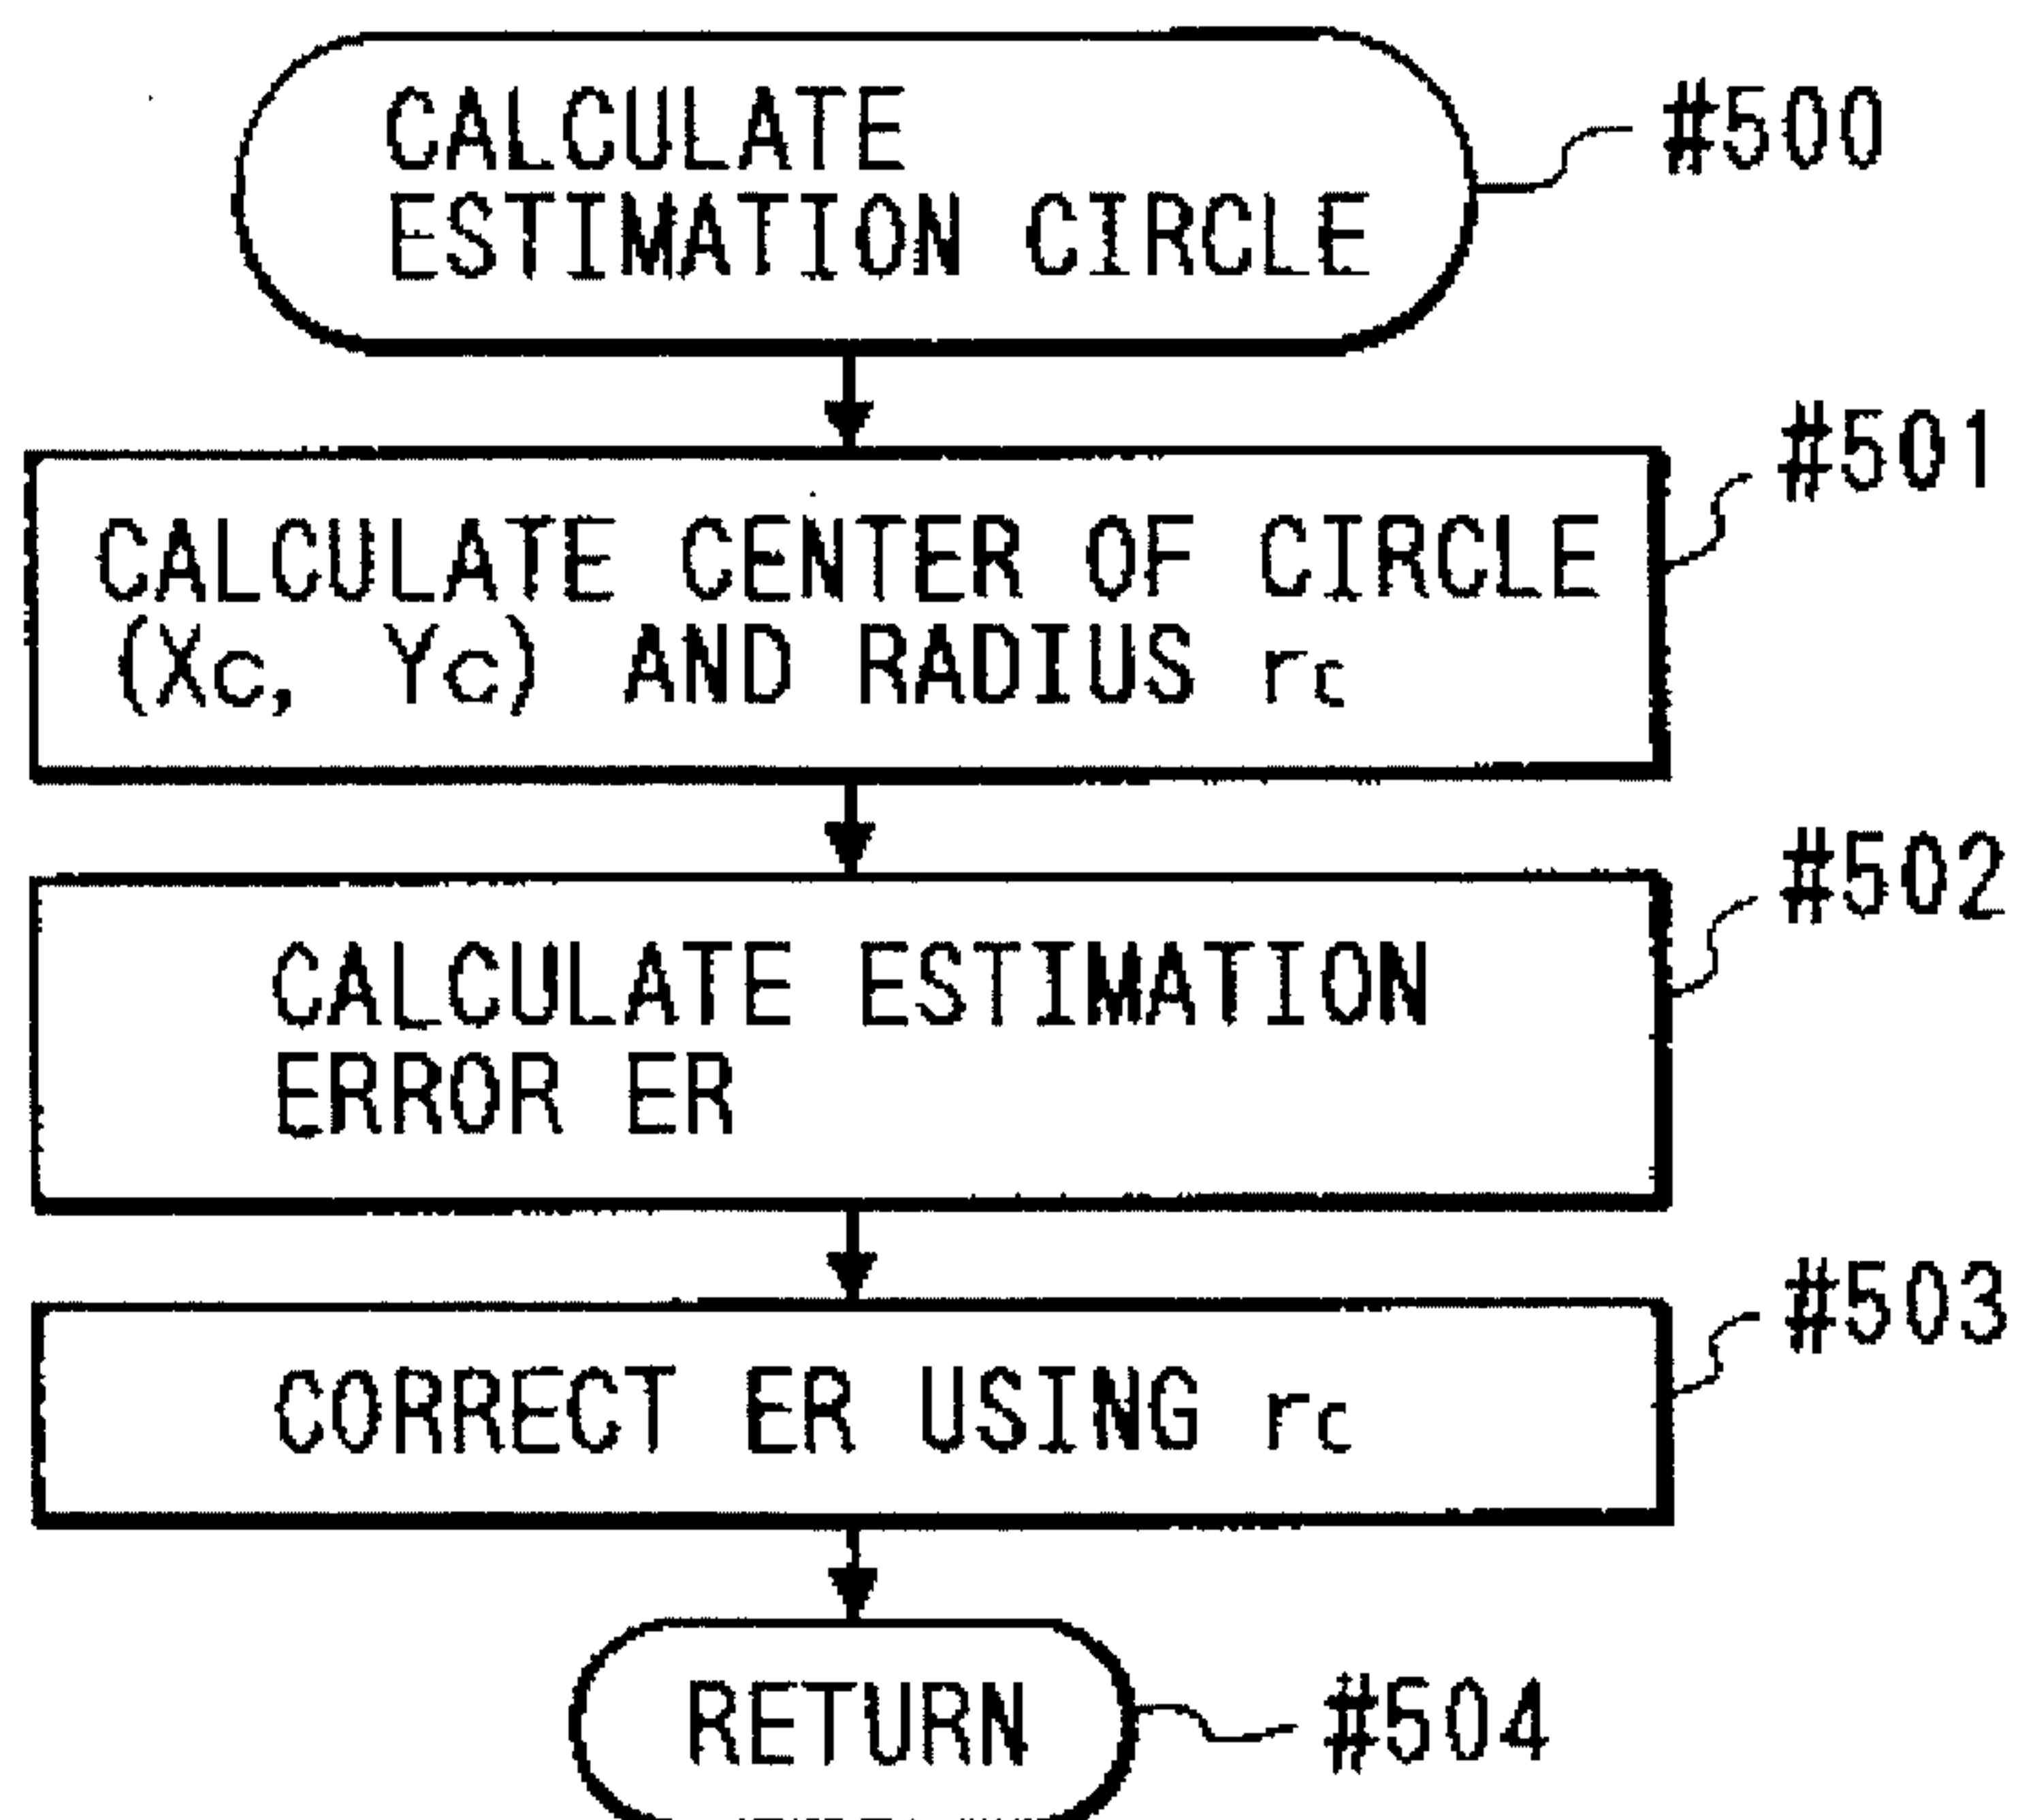 CALCULATE
ESTIMATION CIRCLE
#500
#501
CALCULATE CENTER OF CIRCLE
(Xc, Yc) AND RADIUS rc
#502
CALCULATE ESTIMATION
ERROR ER
#503
CORRECT ER USING rc
RETURN
#504